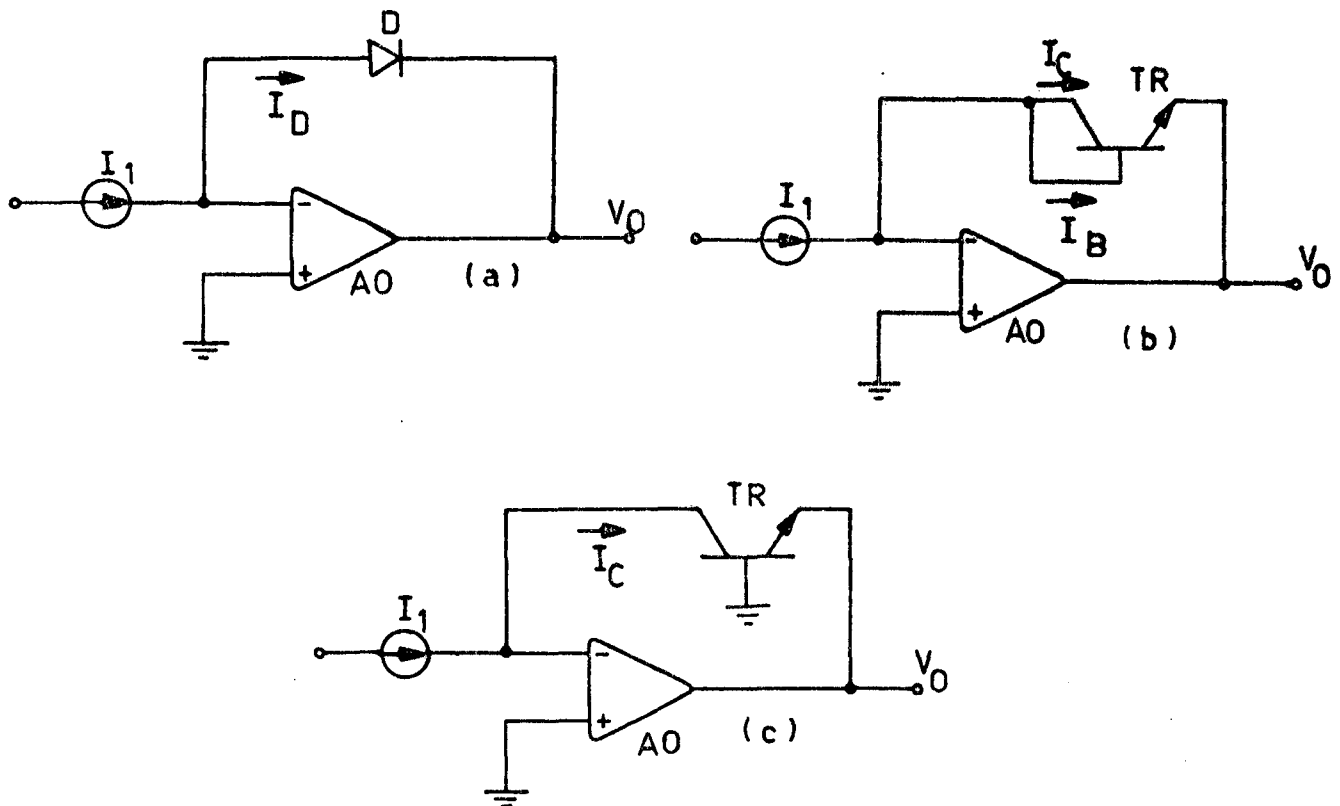 D
I_D
I_1
-
+
AO
V_O
(a)
I_C
TR
I_B
I_1
-
+
AO
V_O
(b)
TR
I_C
I_1
-
+
AO
V_O
(c)